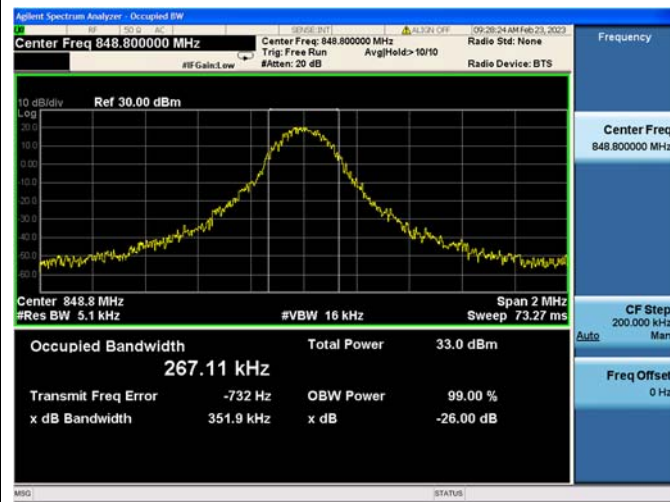 Agilent Spectrum Analyzer - Occupied BW
RF 50 Ω AC SENSE:INT ALIGN OFF 09:28:24 AM Feb 23, 2023
Center Freq 848.800000 MHz Center Freq: 848.800000 MHz Radio Std: None
Trig: Free Run Avg|Hold:>10/10
#IFGain:Low #Atten: 20 dB Radio Device: BTS
Frequency
10 dB/div Ref 30.00 dBm
Log
20.0
10.0
0.00
-10.0
-20.0
-30.0
-40.0
-50.0
-60.0
Center 848.8 MHz Span 2 MHz
#Res BW 5.1 kHz #VBW 16 kHz Sweep 73.27 ms
Occupied Bandwidth Total Power 33.0 dBm
267.11 kHz
Transmit Freq Error -732 Hz OBW Power 99.00 %
x dB Bandwidth 351.9 kHz x dB -26.00 dB
Center Freq
848.800000 MHz
CF Step
200.000 kHz
Auto Man
Freq Offset
0 Hz
MSG STATUS